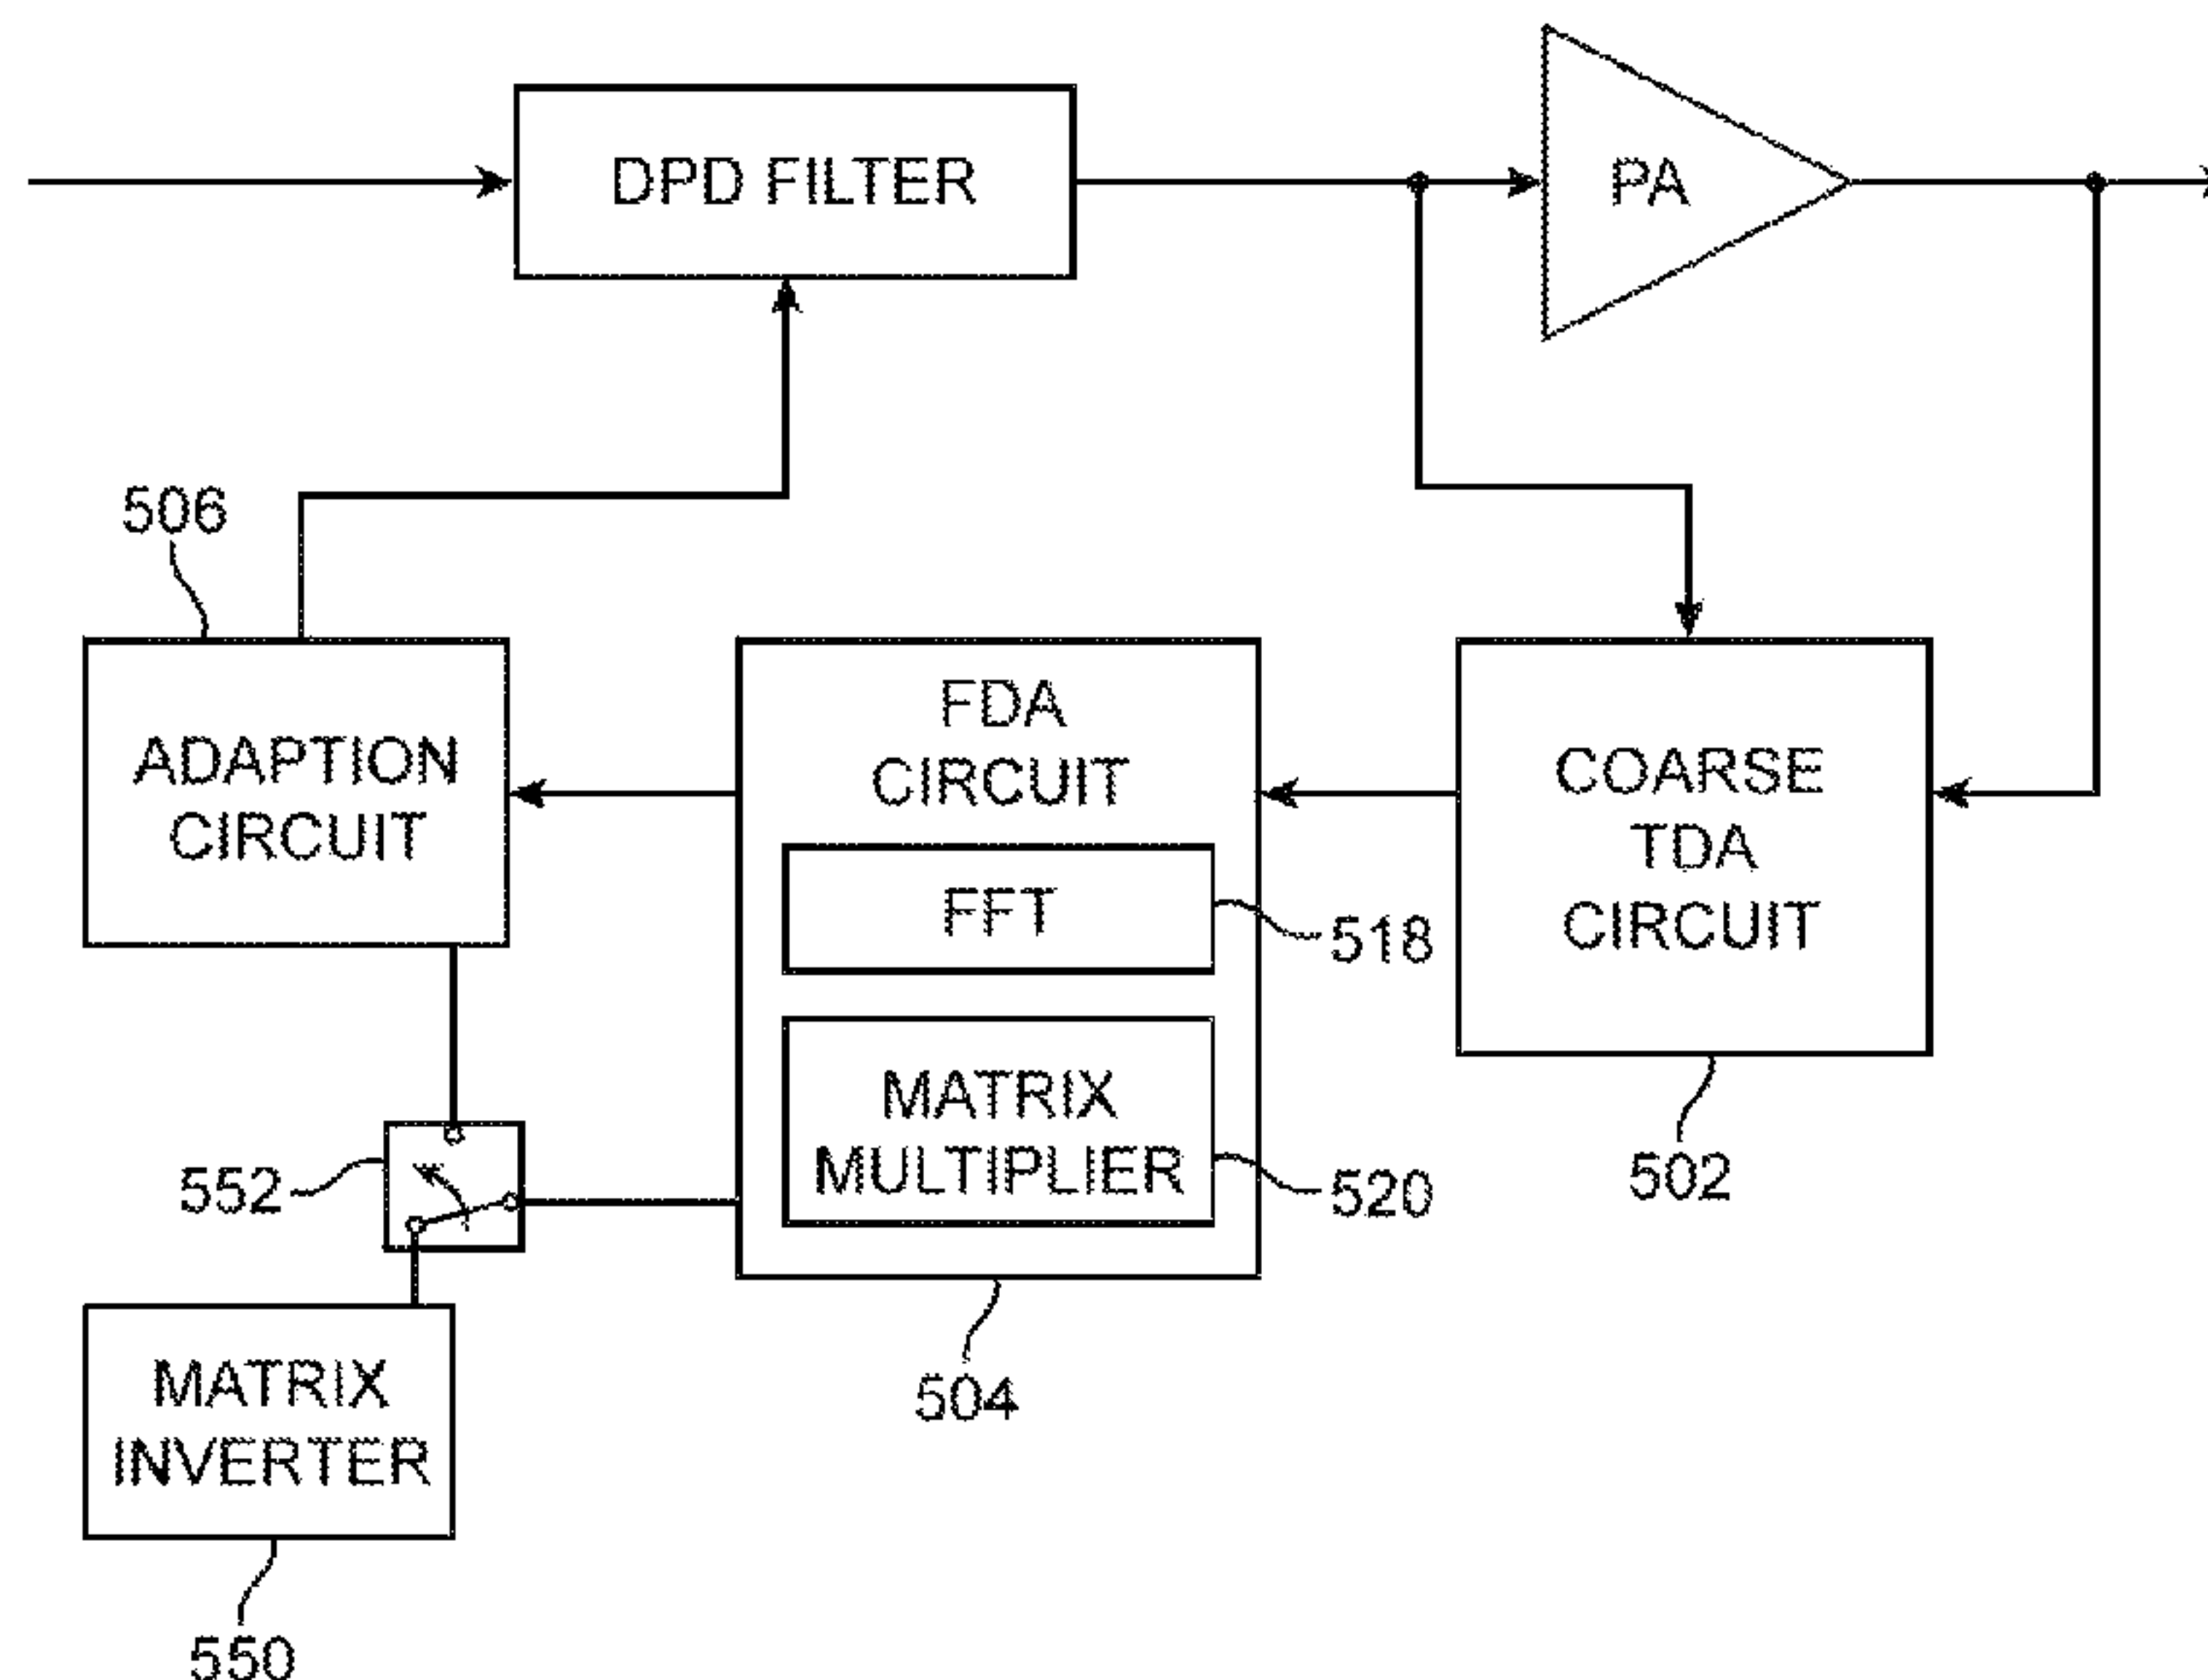 DPD FILTER
PA
506
ADAPTION
CIRCUIT
FDA
CIRCUIT
FFT
518
MATRIX
MULTIPLIER
520
COARSE
TDA
CIRCUIT
502
552
504
MATRIX
INVERTER
550